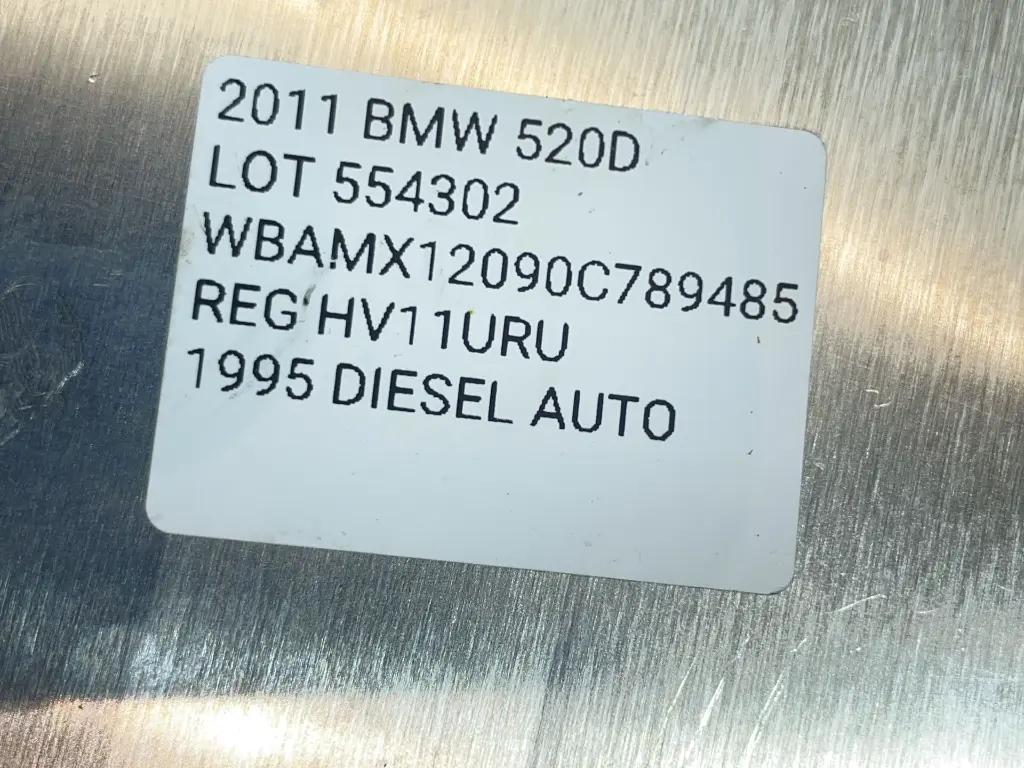 2011 BMW 520D
LOT 554302
WBAMX12090C789485
REG HV11URU
1995 DIESEL AUTO